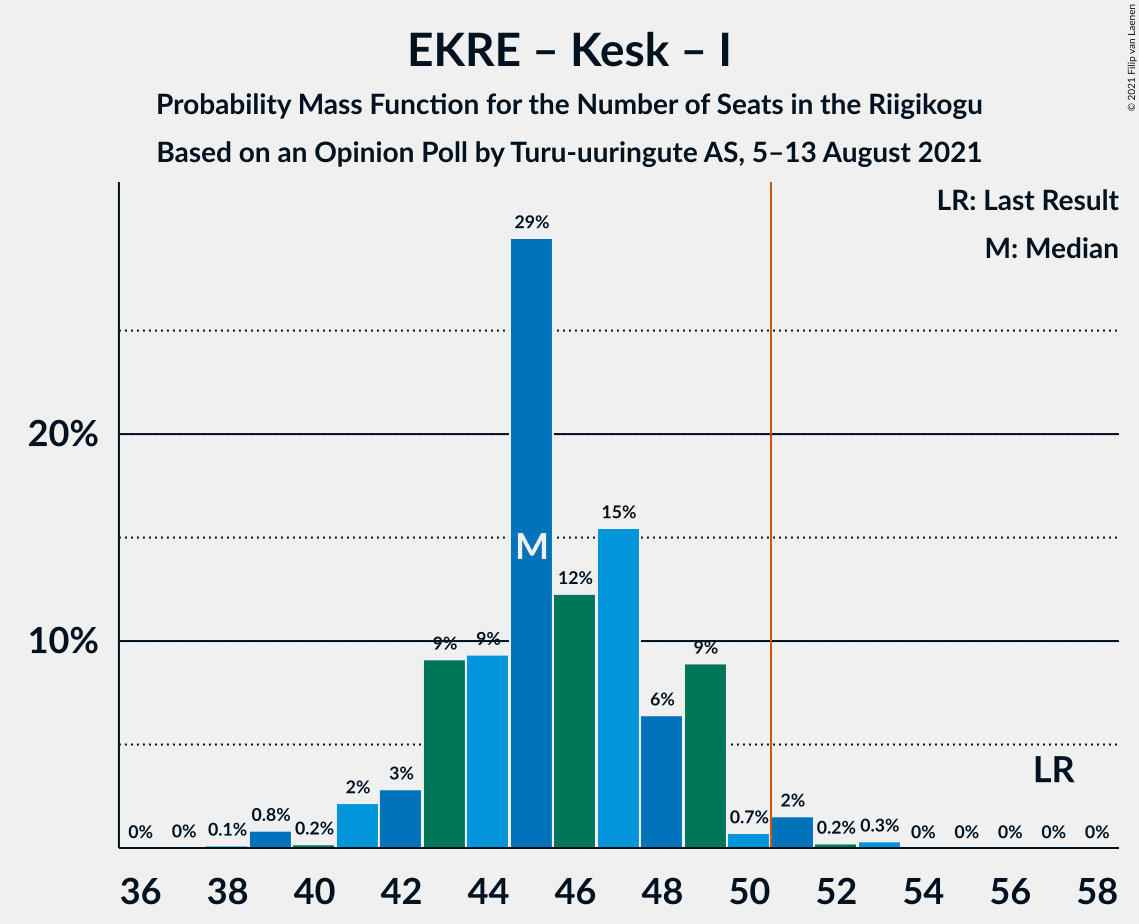 EKRE – Kesk – I
Probability Mass Function for the Number of Seats in the Riigikogu
Based on an Opinion Poll by Turu-uuringute AS, 5–13 August 2021
© 2021 Filip van Laenen
LR: Last Result
M: Median
29%
20%
15%
M
12%
10%
9% 9% 9%
6%
LR
2% 3% 2%
0% 0% 0.1% 0.8% 0.2% 0.7% 0.2% 0.3% 0% 0% 0% 0% 0%
36 38 40 42 44 46 48 50 52 54 56 58